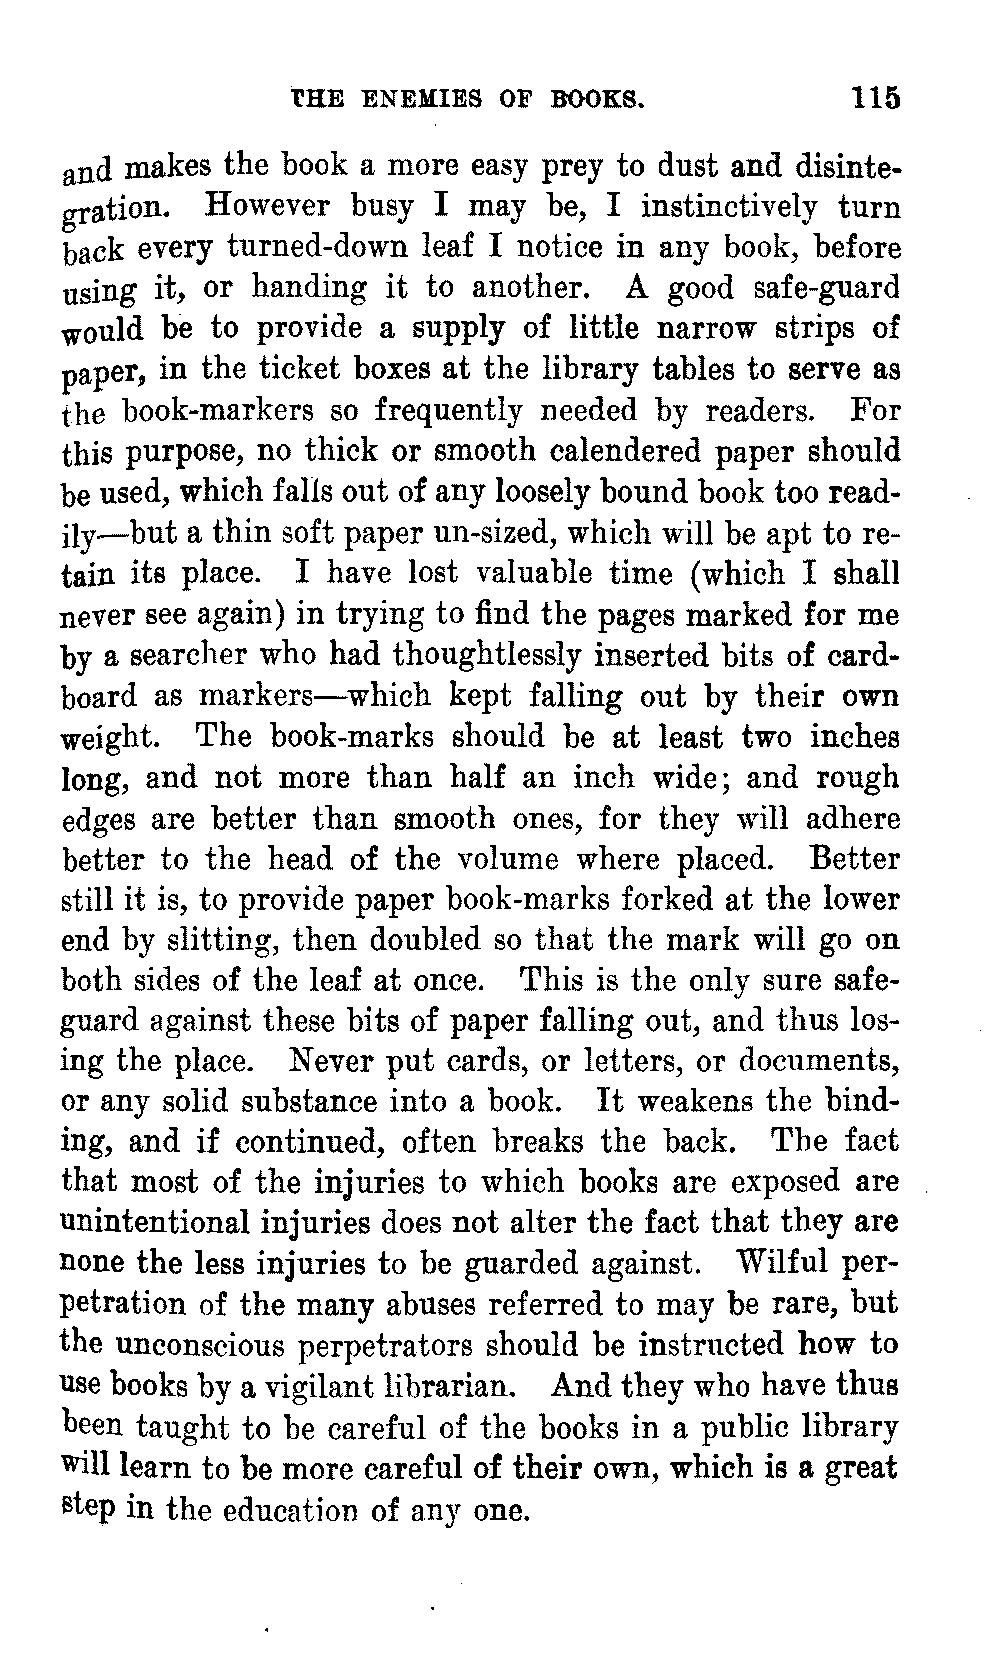 THE ENEMIES OF BOOKS. 115
and makes the book a more easy prey to dust and disinte-
gration. However busy I may be, I instinctively turn
back every turned-down leaf I notice in any book, before
using it, or handing it to another. A good safe-guard
would be to provide a supply of little narrow strips of
paper, in the ticket boxes at the library tables to serve as
the book-markers so frequently needed by readers. For
this purpose, no thick or smooth calendered paper should
be used, which falls out of any loosely bound book too read-
ily—but a thin soft paper un-sized, which will be apt to re-
tain its place. I have lost valuable time (which I shall
never see again) in trying to find the pages marked for me
by a searcher who had thoughtlessly inserted bits of card-
board as markers—which kept falling out by their own
weight. The book-marks should be at least two inches
long, and not more than half an inch wide; and rough
edges are better than smooth ones, for they will adhere
better to the head of the volume where placed. Better
still it is, to provide paper book-marks forked at the lower
end by slitting, then doubled so that the mark will go on
both sides of the leaf at once. This is the only sure safe-
guard against these bits of paper falling out, and thus los-
ing the place. Never put cards, or letters, or documents,
or any solid substance into a book. It weakens the bind-
ing, and if continued, often breaks the back. The fact
that most of the injuries to which books are exposed are
unintentional injuries does not alter the fact that they are
none the less injuries to be guarded against. Wilful per-
petration of the many abuses referred to may be rare, but
the unconscious perpetrators should be instructed how to
use books by a vigilant librarian. And they who have thus
been taught to be careful of the books in a public library
will learn to be more careful of their own, which is a great
step in the education of any one.